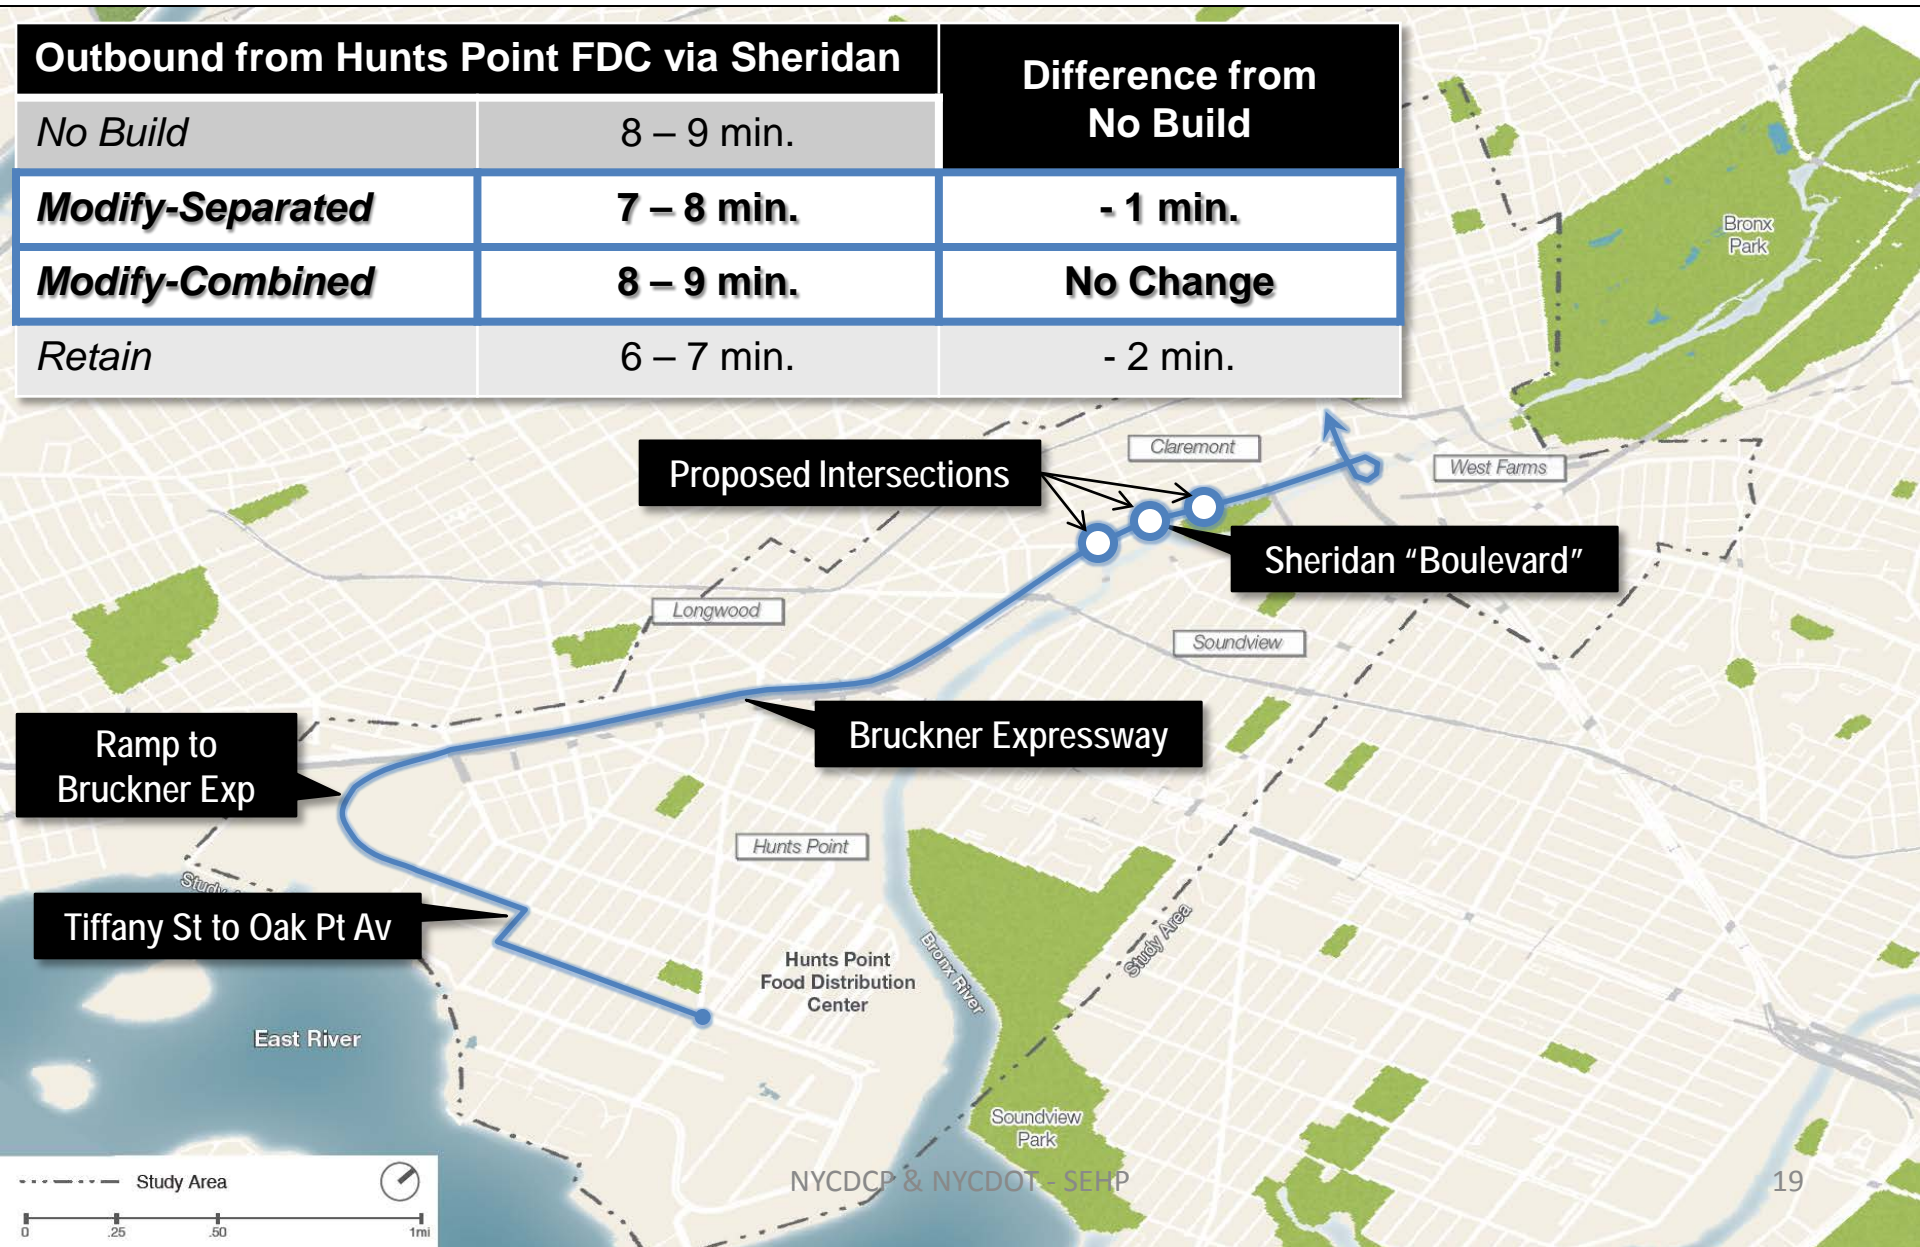 Outbound from Hunts Point FDC via Sheridan
Difference from
No Build
No Build
8 – 9 min.
Modify-Separated
7 – 8 min.
- 1 min.
Modify-Combined
8 – 9 min.
No Change
Retain
6 – 7 min.
- 2 min.
Bronx
Park
Proposed Intersections
Claremont
West Farms
Sheridan “Boulevard”
Longwood
Soundview
Ramp to
Bruckner Exp
Bruckner Expressway
Hunts Point
Study
Tiffany St to Oak Pt Av
Hunts Point
Food Distribution
Center
Bronx River
Study Area
East River
Soundview
Park
Study Area
0 .25 .50 1mi
NYCDCP & NYCDOT - SEHP
19